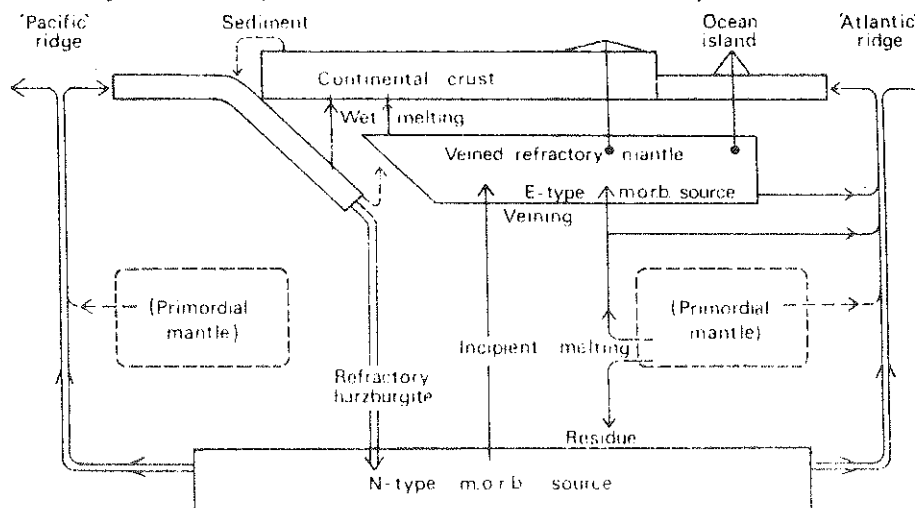 'Pacific'
ridge
Sediment
Ocean
island
'Atlantic'
ridge
Continental crust
Wet melting
Veined refractory mantle
E-type m.o.r.b. source
Veining
(Primordial
mantle)
(Primordial
mantle)
Incipient melting
Refractory
harzburgite
Residue
N-type m.o.r.b. source